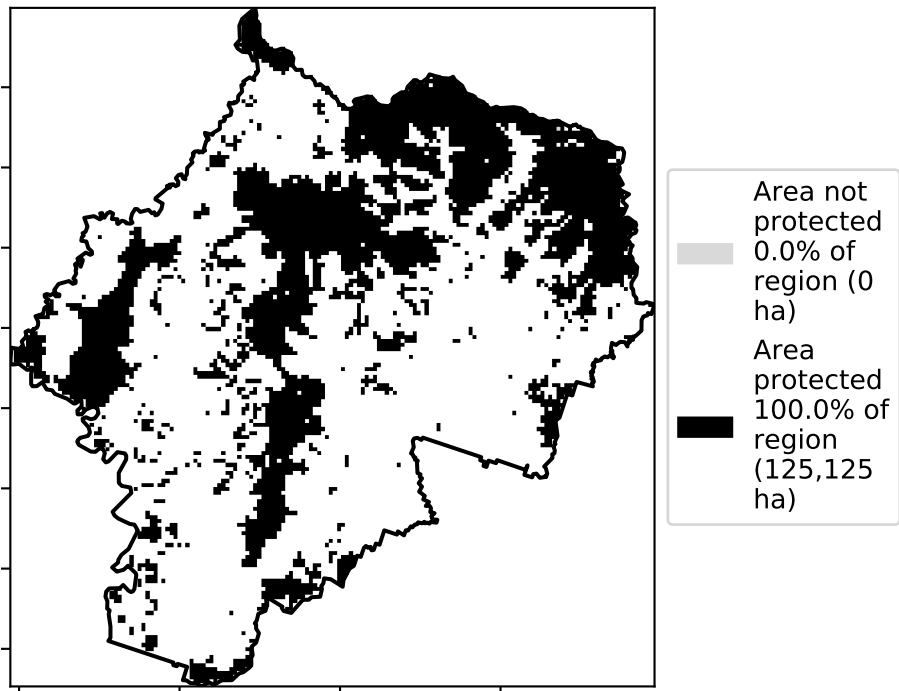 Area not
protected
0.0% of
region (0
ha)
Area
protected
100.0% of
region
(125,125
ha)